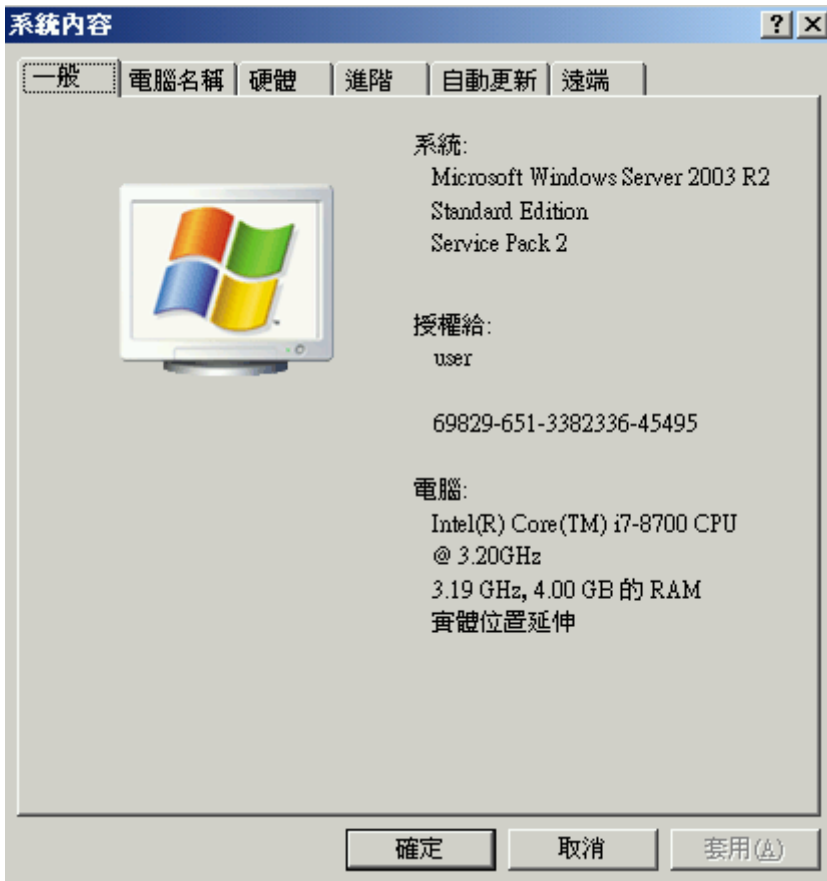 系統內容
一般 電腦名稱 硬體 進階 自動更新 遠端
系統:
Microsoft Windows Server 2003 R2
Standard Edition
Service Pack 2
授權給:
user
69829-651-3382336-45495
電腦:
Intel(R) Core(TM) i7-8700 CPU
@ 3.20GHz
3.19 GHz, 4.00 GB 的 RAM
實體位置延伸
確定 取消 套用(A)